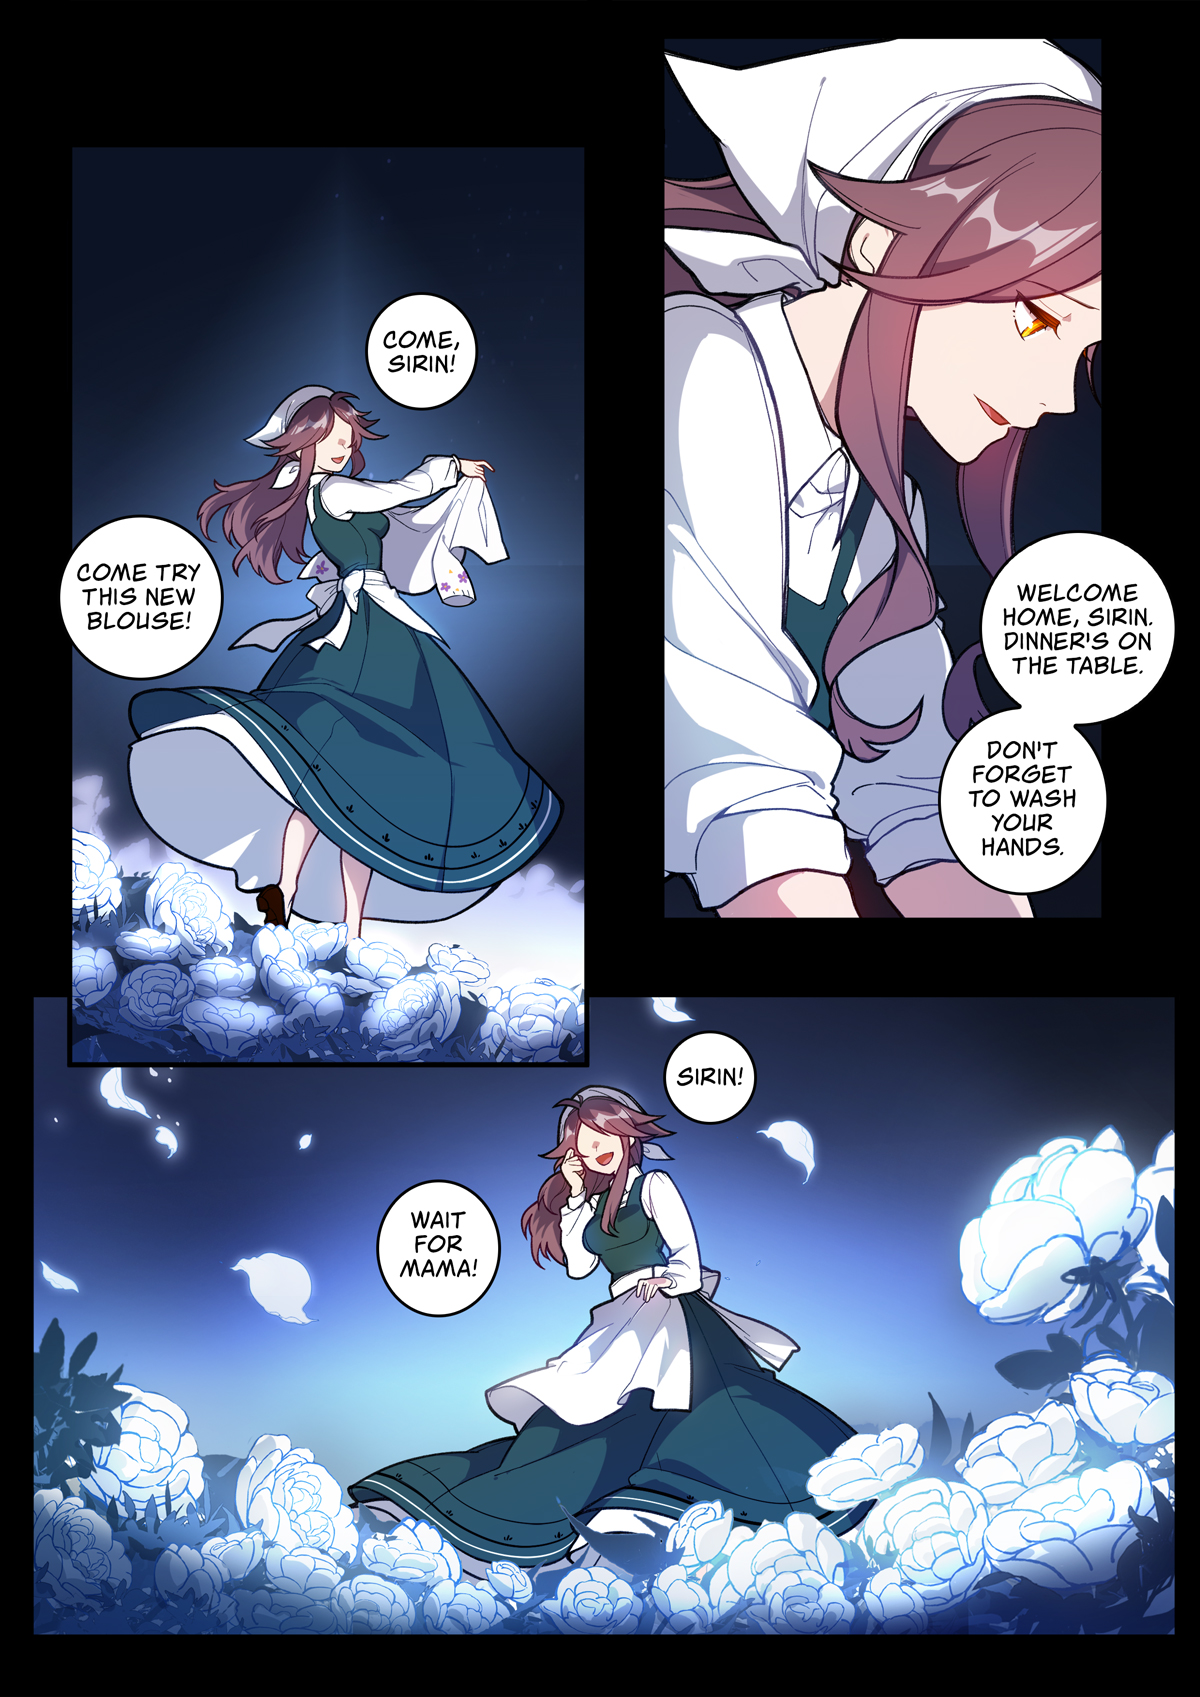 COME,
SIRIN!
COME TRY
THIS NEW
BLOUSE!
WELCOME
HOME, SIRIN.
DINNER'S ON
THE TABLE.
DON'T
FORGET
TO WASH
YOUR
HANDS.
SIRIN!
WAIT
FOR
MAMA!